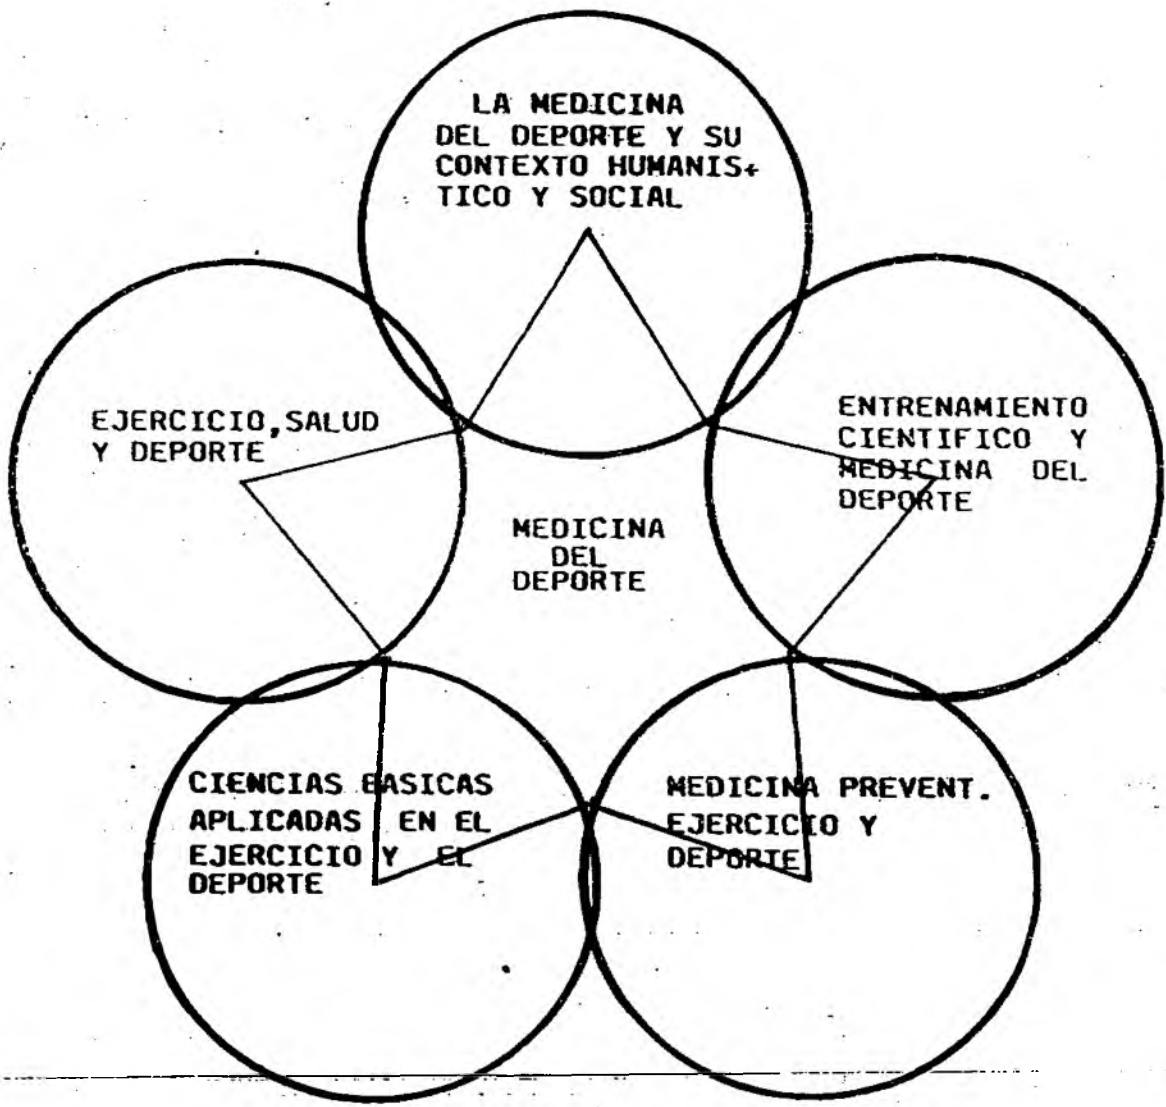 LA MEDICINA
DEL DEPORTE Y SU
CONTEXTO HUMANIS+
TICO Y SOCIAL
EJERCICIO, SALUD
Y DEPORTE
ENTRENAMIENTO
CIENTIFICO Y
MEDICINA DEL
DEPORTE
MEDICINA
DEL
DEPORTE
CIENCIAS BASICAS
APLICADAS EN EL
EJERCICIO Y EL
DEPORTE
MEDICINA PREVENT.
EJERCICIO Y
DEPORTE